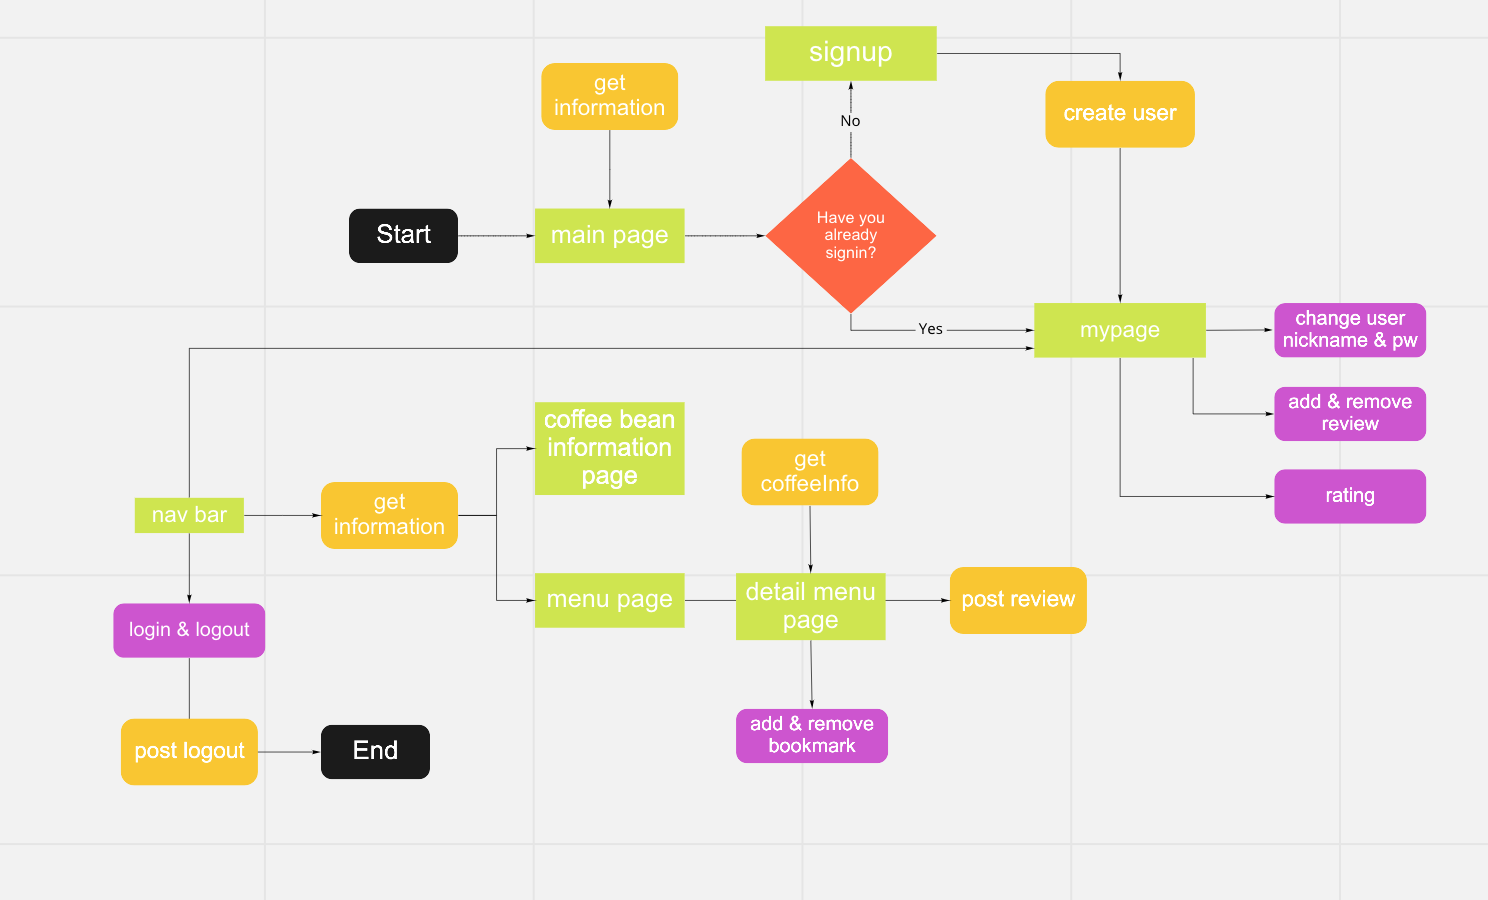 signup
get
information
create user
No
Have you
already
signin?
Start
main page
Yes
mypage
change user
nickname & pw
add & remove
review
rating
coffee bean
information
page
get
coffeeInfo
nav bar
get
information
menu page
detail menu
page
post review
login & logout
add & remove
bookmark
post logout
End